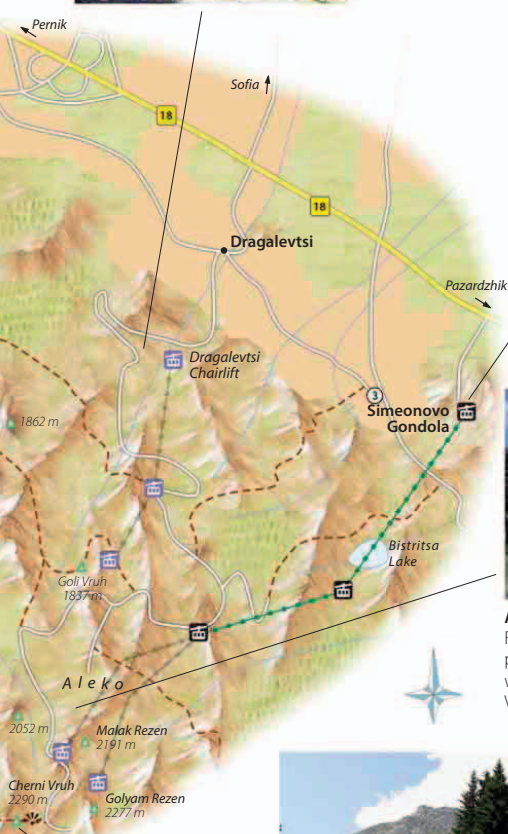 Pernik
Sofia
18
18
Dragalevtsi
Pazardzhik
Dragalevtsi
Chairlift
3
Simeonovo
Gondola
1862 m
Bistritsa
Lake
Goli Vruh
1837 m
Aleko
2052 m
Malak Rezen
2191 m
Cherni Vruh
2290 m
Golyam Rezen
2277 m